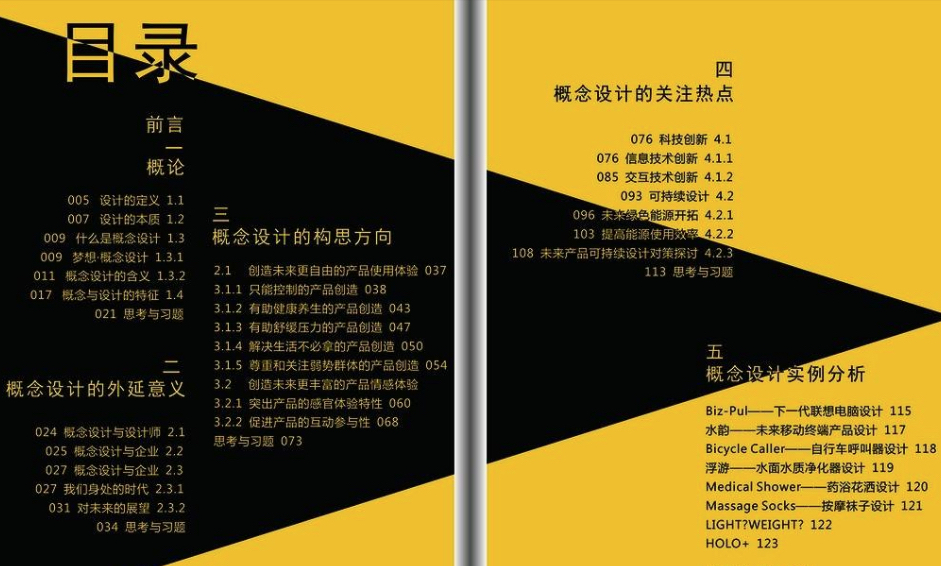 目录
前言
一
概论
005 设计的定义 1.1
007 设计的本质 1.2
009 什么是概念设计 1.3
009 梦想·概念设计 1.3.1
011 概念设计的含义 1.3.2
017 概念与设计的特征 1.4
021 思考与习题
二
概念设计的外延意义
024 概念设计与设计师 2.1
025 概念设计与企业 2.2
027 概念设计与企业 2.3
027 我们身处的时代 2.3.1
031 对未来的展望 2.3.2
034 思考与习题
三
概念设计的构思方向
2.1 创造未来更自由的产品使用体验 037
3.1.1 只能控制的产品创造 038
3.1.2 有助健康养生的产品创造 043
3.1.3 有助舒缓压力的产品创造 047
3.1.4 解决生活不必拿的产品创造 050
3.1.5 尊重和关注弱势群体的产品创造 054
3.2 创造未来更丰富的产品情感体验
3.2.1 突出产品的感官体验特性 060
3.2.2 促进产品的互动参与性 068
思考与习题 073
四
概念设计的关注热点
076 科技创新 4.1
076 信息技术创新 4.1.1
085 交互技术创新 4.1.2
093 可持续设计 4.2
096 未来绿色能源开拓 4.2.1
103 提高能源使用效率 4.2.2
108 未来产品可持续设计对策探讨 4.2.3
113 思考与习题
五
概念设计实例分析
Biz-Pul——下一代联想电脑设计 115
水韵——未来移动终端产品设计 117
Bicycle Caller——自行车呼叫器设计 118
浮游——水面水质净化器设计 119
Medical Shower——药浴花洒设计 120
Massage Socks——按摩袜子设计 121
LIGHT?WEIGHT? 122
HOLO+ 123